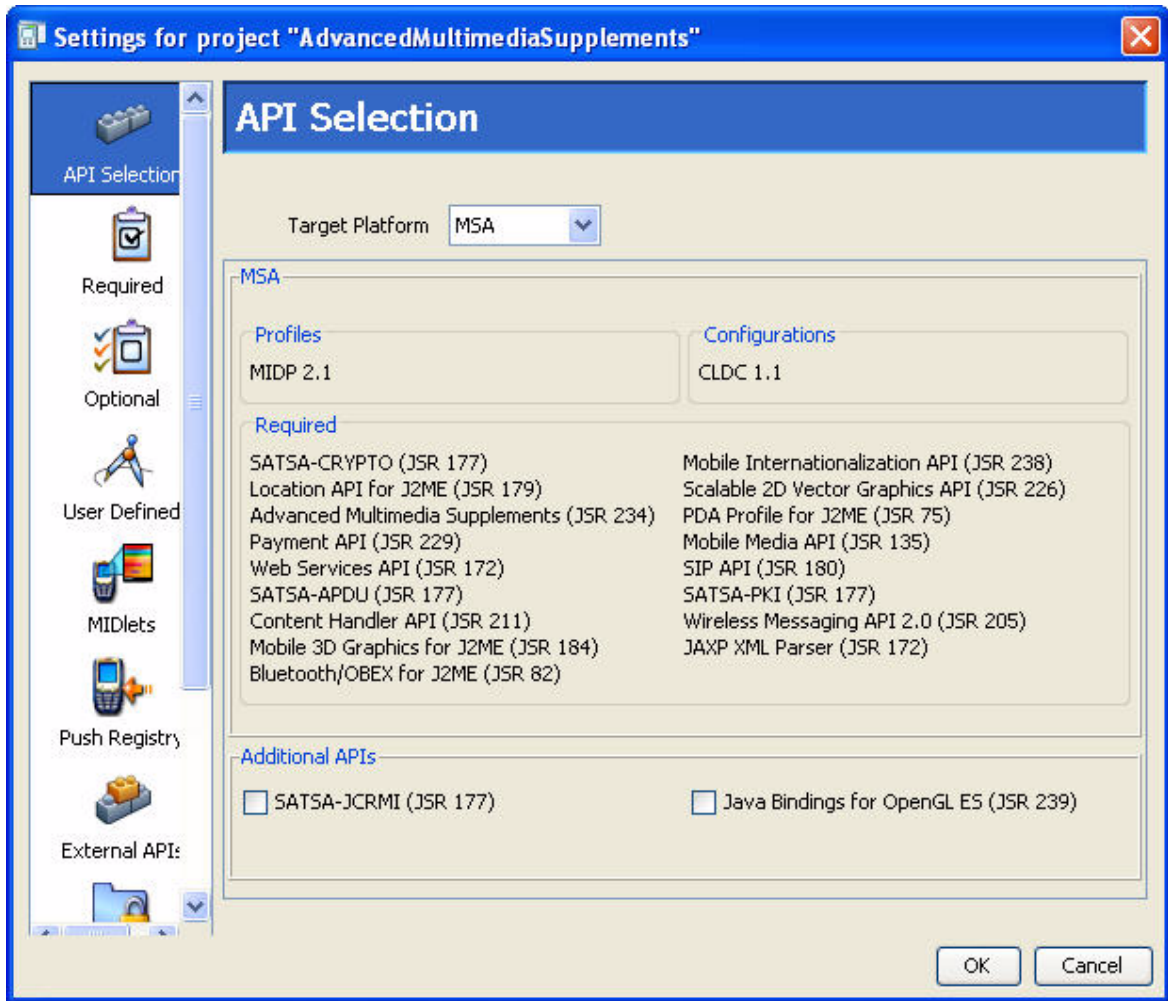 Settings for project "AdvancedMultimediaSupplements"
API Selection
Required
Optional
User Defined
MIDlets
Push Registry
External APIs
API Selection
Target Platform MSA
MSA
Profiles
MIDP 2.1
Configurations
CLDC 1.1
Required
SATSA-CRYPTO (JSR 177)
Location API for J2ME (JSR 179)
Advanced Multimedia Supplements (JSR 234)
Payment API (JSR 229)
Web Services API (JSR 172)
SATSA-APDU (JSR 177)
Content Handler API (JSR 211)
Mobile 3D Graphics for J2ME (JSR 184)
Bluetooth/OBEX for J2ME (JSR 82)
Mobile Internationalization API (JSR 238)
Scalable 2D Vector Graphics API (JSR 226)
PDA Profile for J2ME (JSR 75)
Mobile Media API (JSR 135)
SIP API (JSR 180)
SATSA-PKI (JSR 177)
Wireless Messaging API 2.0 (JSR 205)
JAXP XML Parser (JSR 172)
Additional APIs
SATSA-JCRMI (JSR 177)
Java Bindings for OpenGL ES (JSR 239)
OK
Cancel